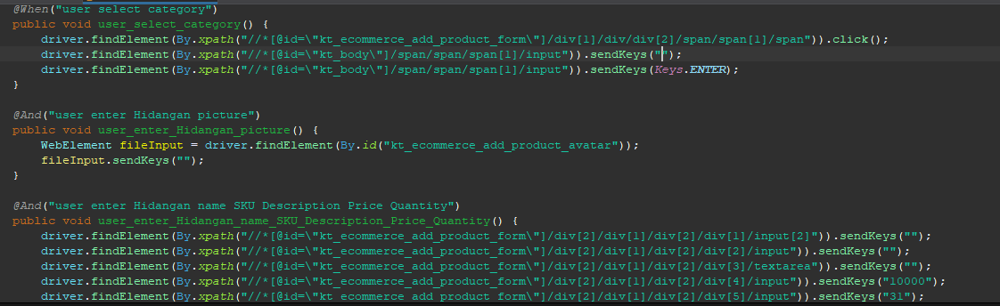 @When("user select category")
public void user_select_category() {
driver.findElement(By.xpath("//*[@id=\"kt_ecommerce_add_product_form\"]/div[1]/div/div[2]/span/span[1]/span")).click();
driver.findElement(By.xpath("//*[@id=\"kt_body\"]/span/span/span[1]/input")).sendKeys("");
driver.findElement(By.xpath("//*[@id=\"kt_body\"]/span/span/span[1]/input")).sendKeys(Keys.ENTER);
}
@And("user enter Hidangan picture")
public void user_enter_Hidangan_picture() {
WebElement fileInput = driver.findElement(By.id("kt_ecommerce_add_product_avatar"));
fileInput.sendKeys("");
}
@And("user enter Hidangan name SKU Description Price Quantity")
public void user_enter_Hidangan_name_SKU_Description_Price_Quantity() {
driver.findElement(By.xpath("//*[@id=\"kt_ecommerce_add_product_form\"]/div[2]/div[1]/div[2]/div[1]/input[2]")).sendKeys("");
driver.findElement(By.xpath("//*[@id=\"kt_ecommerce_add_product_form\"]/div[2]/div[1]/div[2]/div[2]/input")).sendKeys("");
driver.findElement(By.xpath("//*[@id=\"kt_ecommerce_add_product_form\"]/div[2]/div[1]/div[2]/div[3]/textarea")).sendKeys("");
driver.findElement(By.xpath("//*[@id=\"kt_ecommerce_add_product_form\"]/div[2]/div[1]/div[2]/div[4]/input")).sendKeys("10000");
driver.findElement(By.xpath("//*[@id=\"kt_ecommerce_add_product_form\"]/div[2]/div[1]/div[2]/div[5]/input")).sendKeys("31");